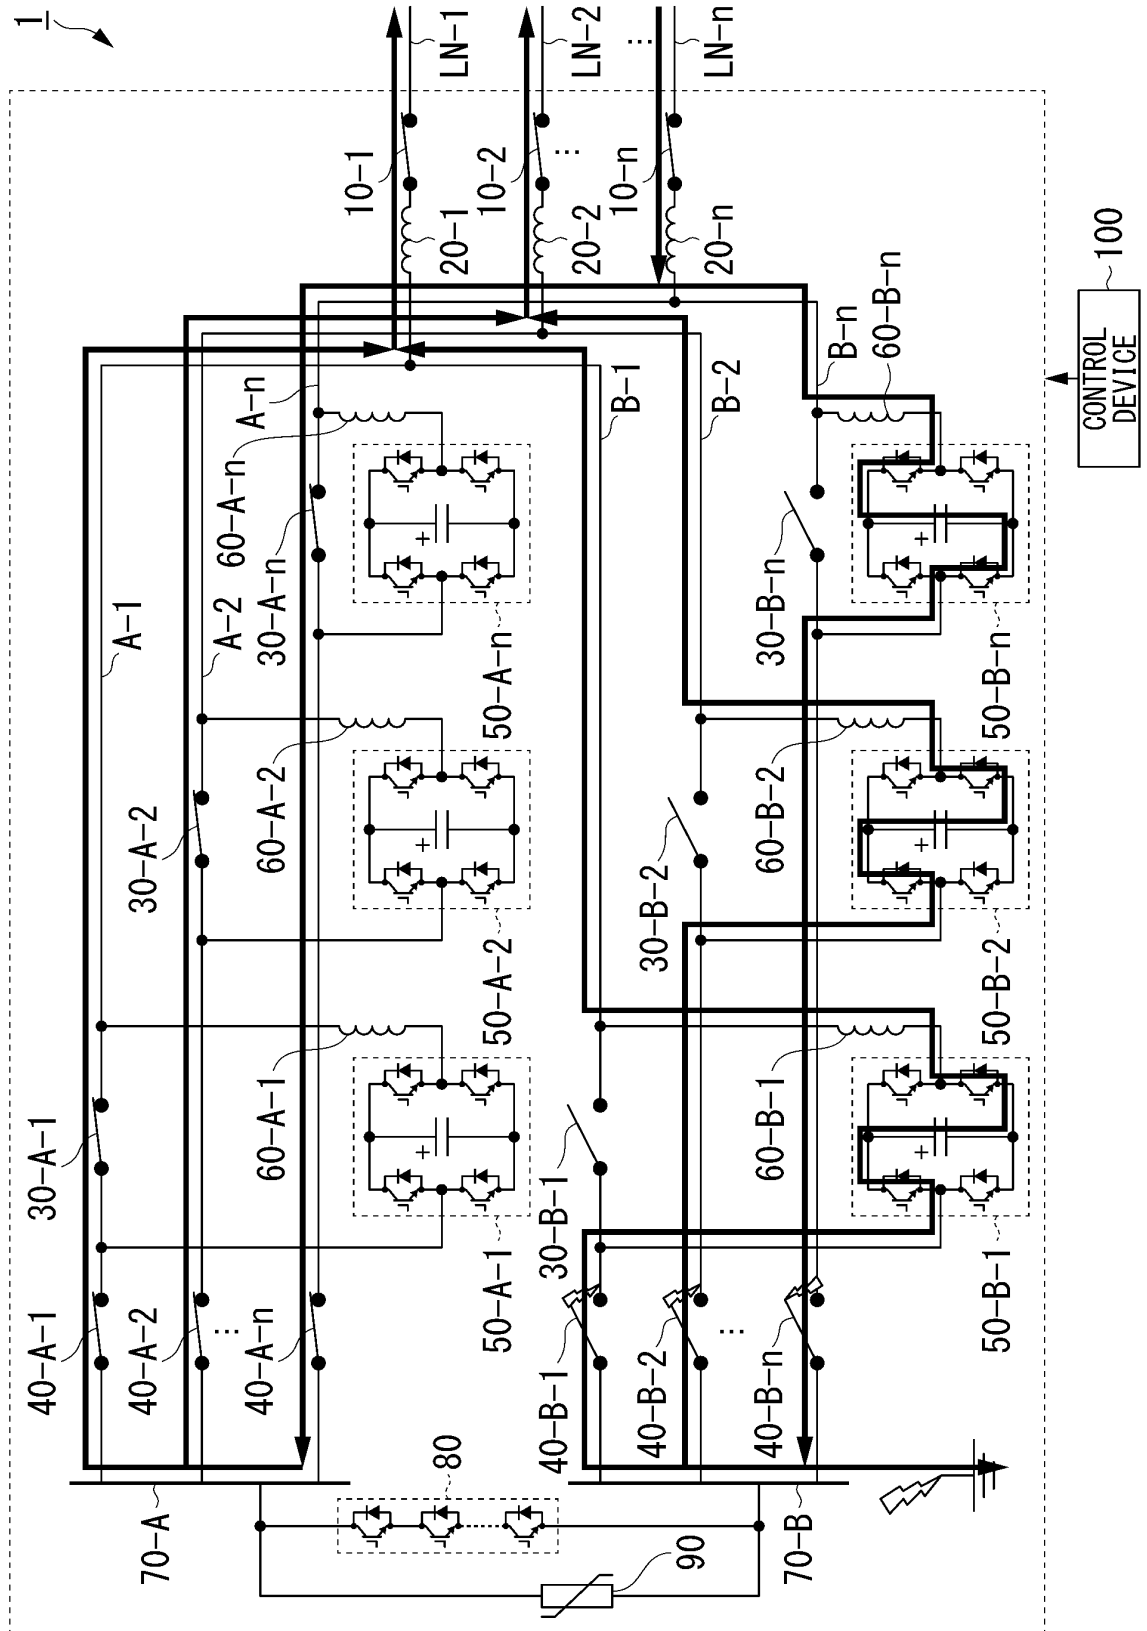 1
LN-1
LN-2
...
LN-n
10-1
10-2
...
10-n
20-1
20-2
20-n
100
CONTROL
DEVICE
A-1
A-2
A-n
B-1
B-2
B-n
60-B-n
60-A-n
30-A-n
50-A-n
+
30-B-n
50-B-n
+
30-A-2
60-A-2
50-A-2
+
30-B-2
60-B-2
50-B-2
+
30-A-1
60-A-1
50-A-1
+
30-B-1
60-B-1
50-B-1
+
40-A-1
40-A-2
...
40-A-n
40-B-1
40-B-2
...
40-B-n
70-A
80
90
70-B